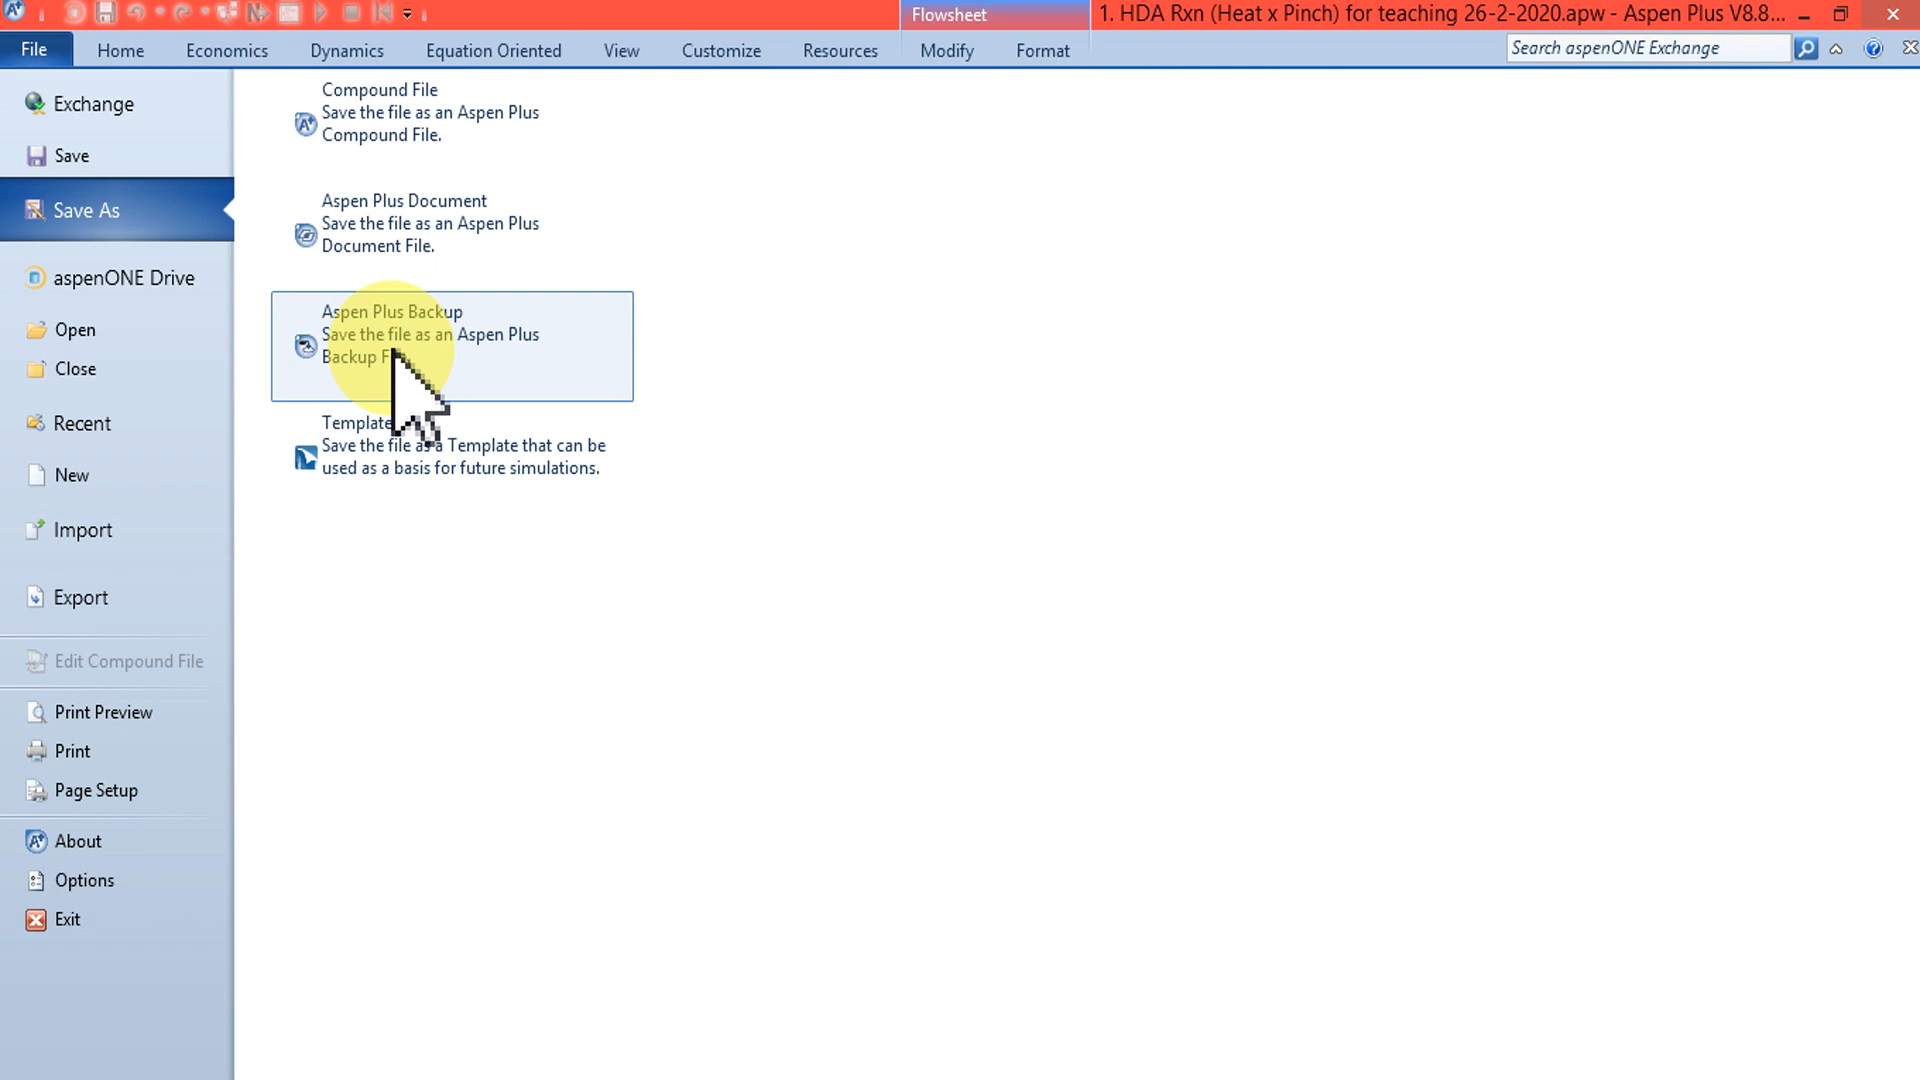 Flowsheet
1. HDA Rxn (Heat x Pinch) for teaching 26-2-2020.apw - Aspen Plus V8.8...
File Home Economics Dynamics Equation Oriented View Customize Resources Modify Format
Search aspenONE Exchange
Exchange
Save
Save As
aspenONE Drive
Open
Close
Recent
New
Import
Export
Edit Compound File
Print Preview
Print
Page Setup
About
Options
Exit
Compound File
Save the file as an Aspen Plus
Compound File.
Aspen Plus Document
Save the file as an Aspen Plus
Document File.
Aspen Plus Backup
Save the file as an Aspen Plus
Backup F
Template
Save the file as a Template that can be
used as a basis for future simulations.